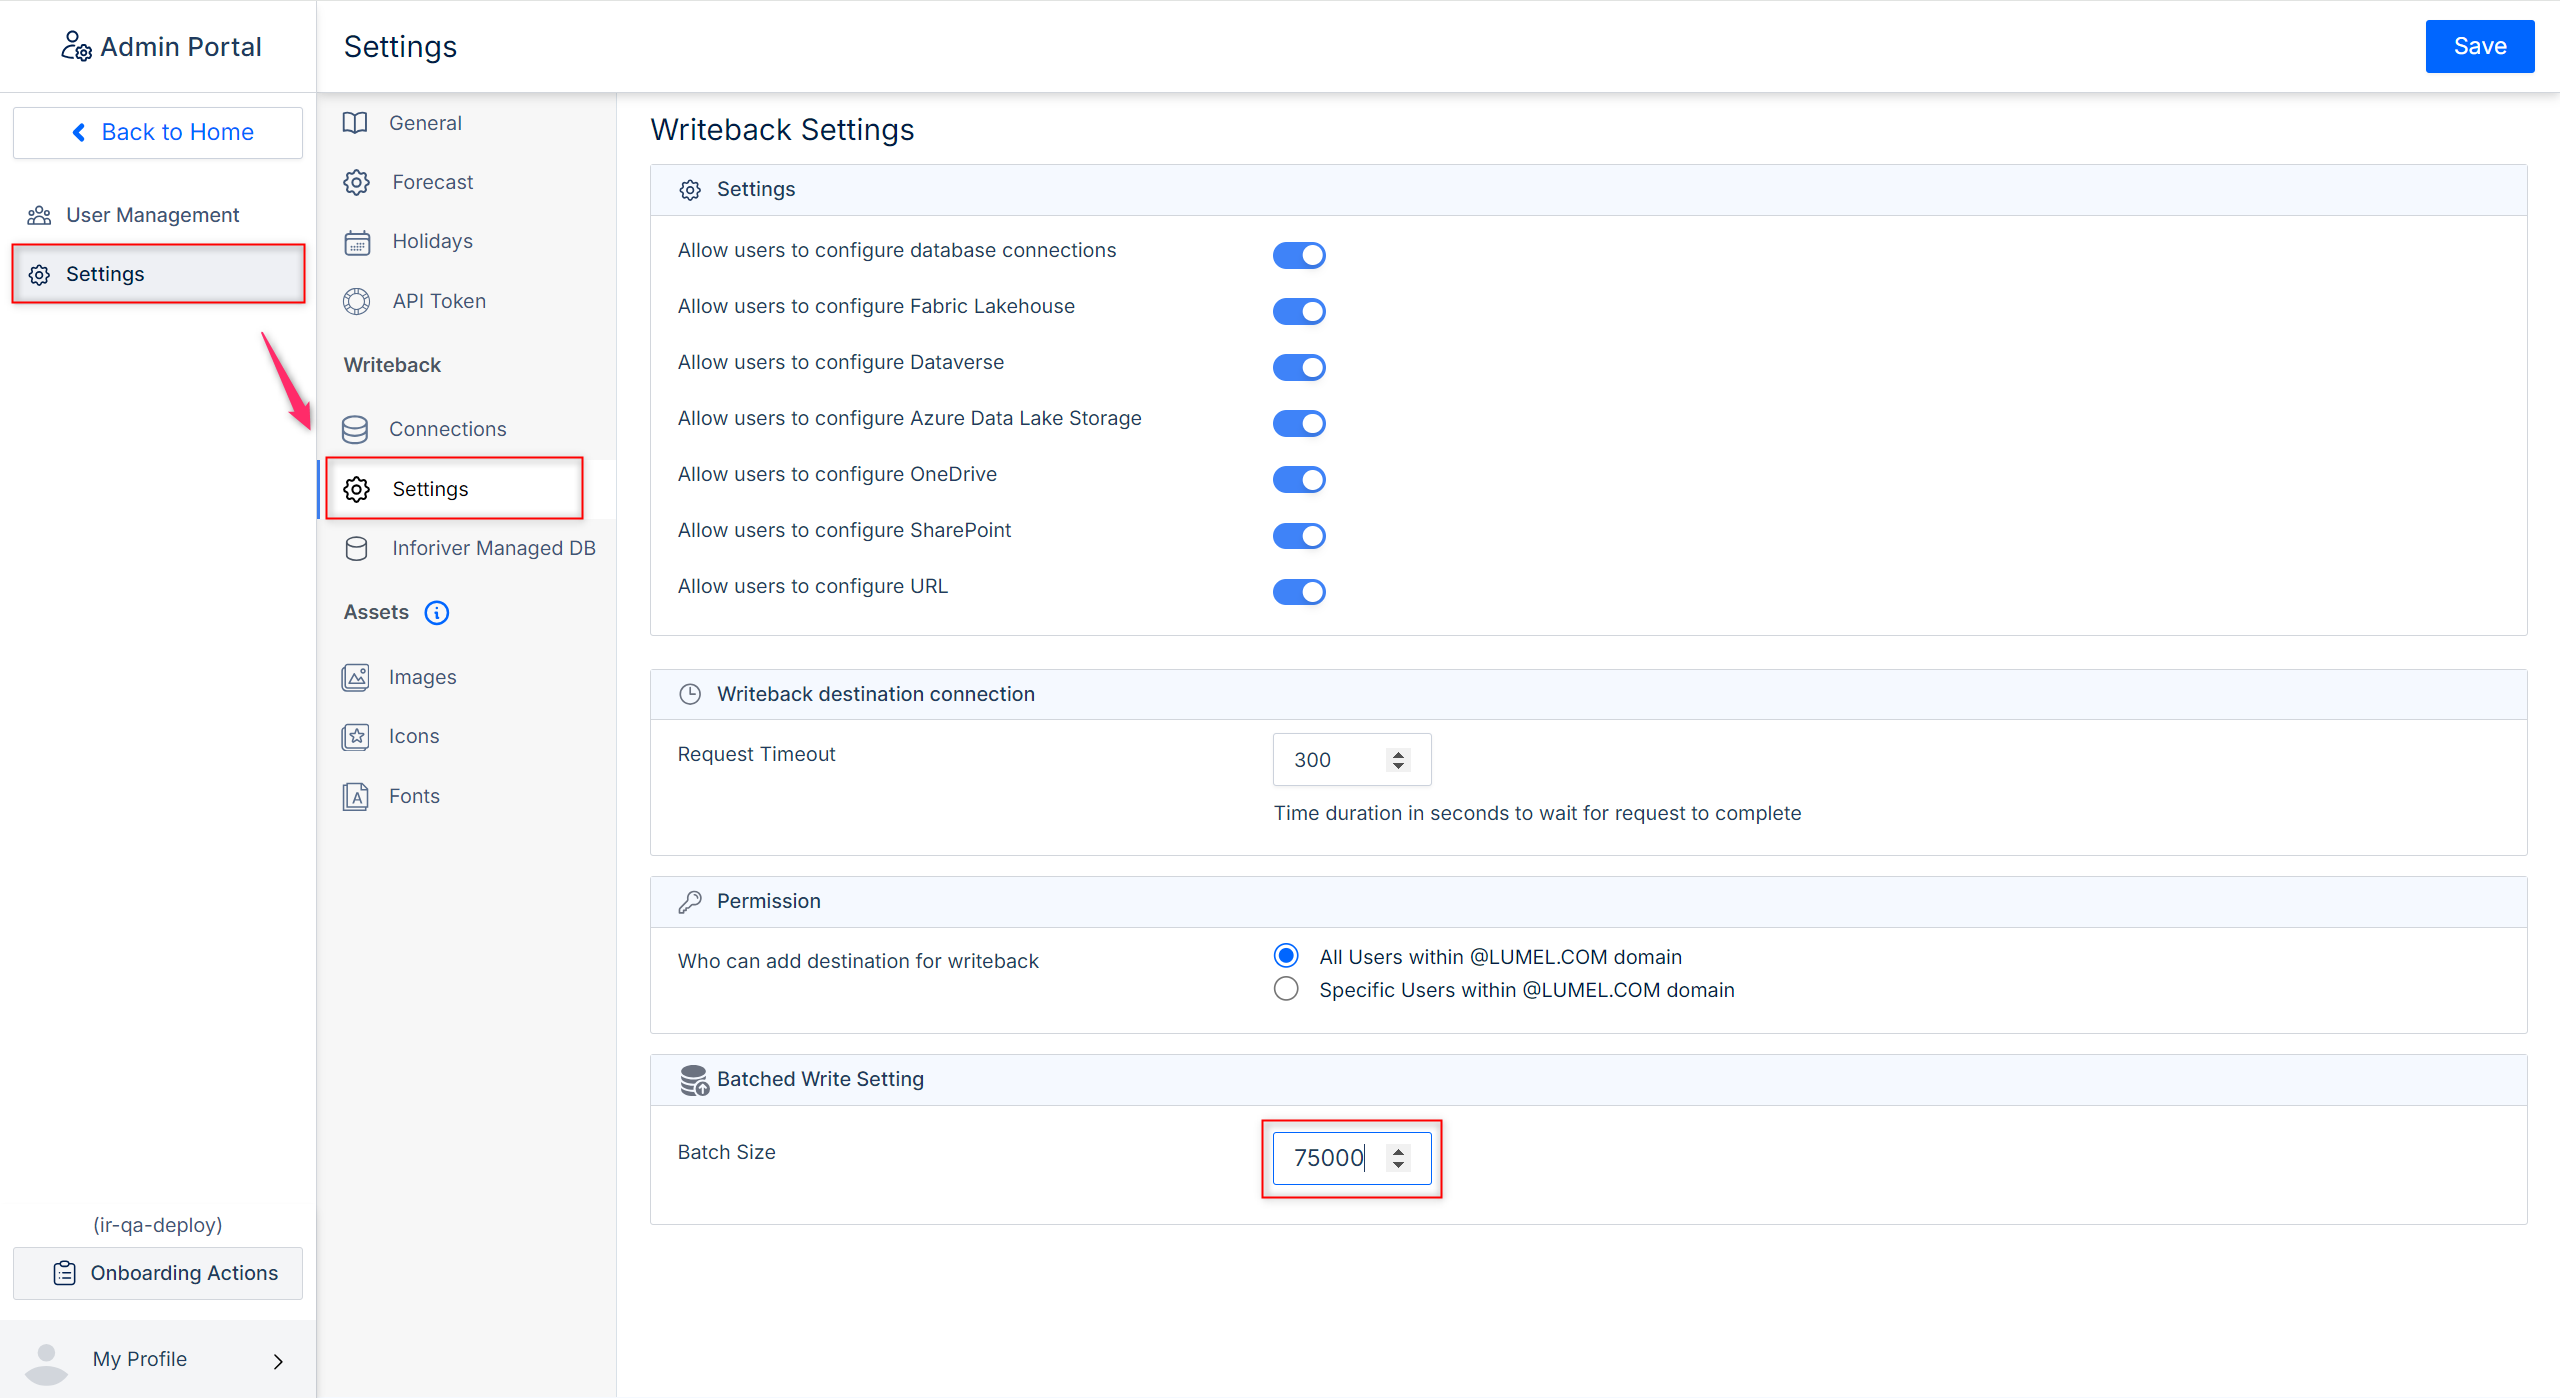 Admin Portal
Settings
Save
Back to Home
User Management
Settings
(ir-qa-deploy)
Onboarding Actions
My Profile
General
Forecast
Holidays
API Token
Writeback
Connections
Settings
Inforiver Managed DB
Assets
Images
Icons
Fonts
Writeback Settings
Settings
Allow users to configure database connections
Allow users to configure Fabric Lakehouse
Allow users to configure Dataverse
Allow users to configure Azure Data Lake Storage
Allow users to configure OneDrive
Allow users to configure SharePoint
Allow users to configure URL
Writeback destination connection
Request Timeout
300
Time duration in seconds to wait for request to complete
Permission
Who can add destination for writeback
All Users within @LUMEL.COM domain
Specific Users within @LUMEL.COM domain
Batched Write Setting
Batch Size
75000